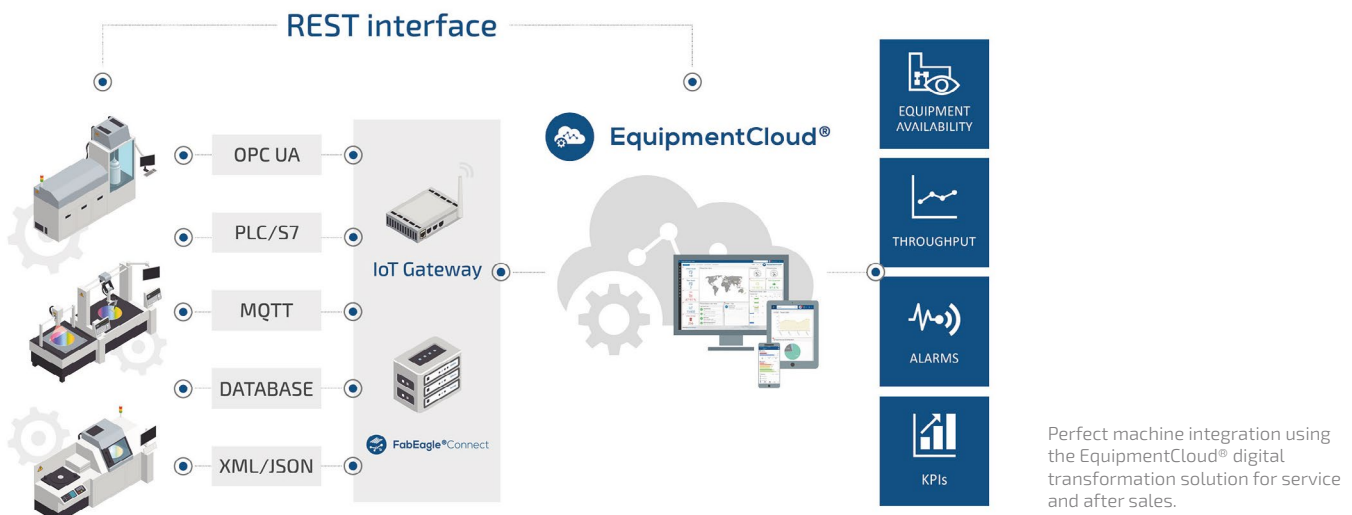 REST interface
OPC UA
PLC/S7
MQTT
DATABASE
XML/JSON
IoT Gateway
FabEagle®Connect
EquipmentCloud®
EQUIPMENT
AVAILABILITY
THROUGHPUT
ALARMS
KPIs
Perfect machine integration using
the EquipmentCloud® digital
transformation solution for service
and after sales.